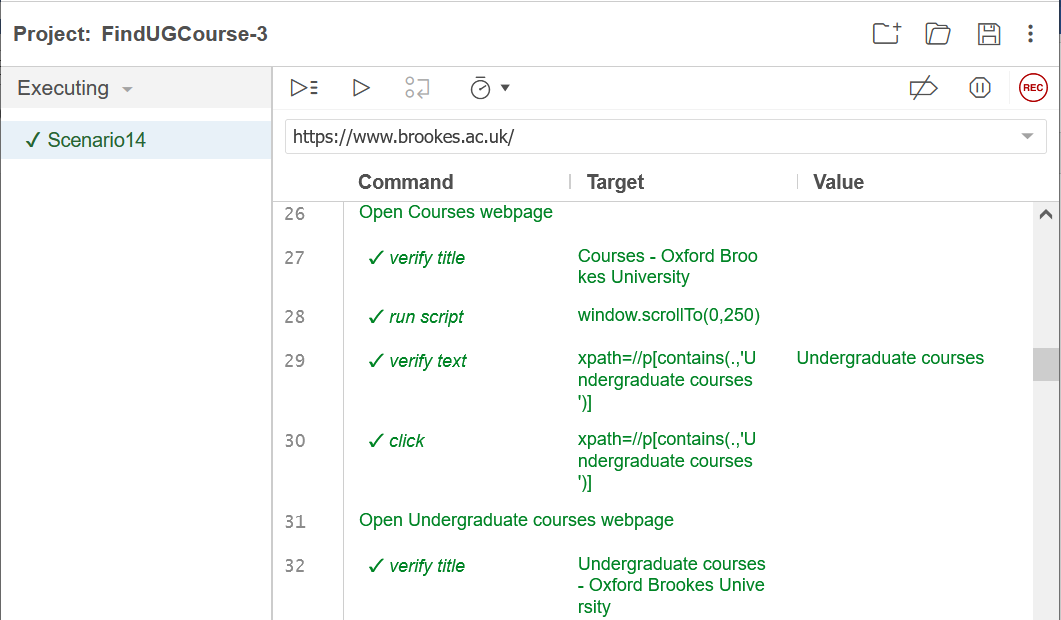 Project: FindUGCourse-3
Executing
REC
✓ Scenario14
https://www.brookes.ac.uk/
Command Target Value
26 Open Courses webpage
27 ✓ verify title Courses - Oxford Broo
kes University
28 ✓ run script window.scrollTo(0,250)
29 ✓ verify text xpath=//p[contains(.,'U Undergraduate courses
ndergraduate courses
')]
30 ✓ click xpath=//p[contains(.,'U
ndergraduate courses
')]
31 Open Undergraduate courses webpage
32 ✓ verify title Undergraduate courses
- Oxford Brookes Unive
rsity